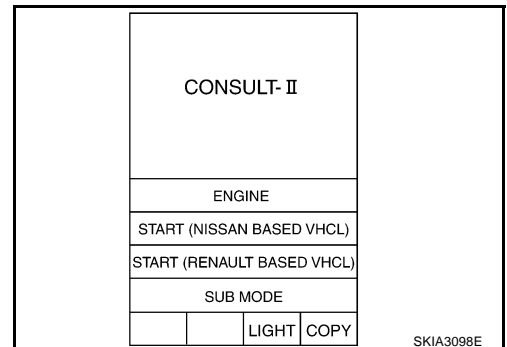 CONSULT-Ⅱ
ENGINE
START (NISSAN BASED VHCL)
START (RENAULT BASED VHCL)
SUB MODE
LIGHT COPY
SKIA3098E